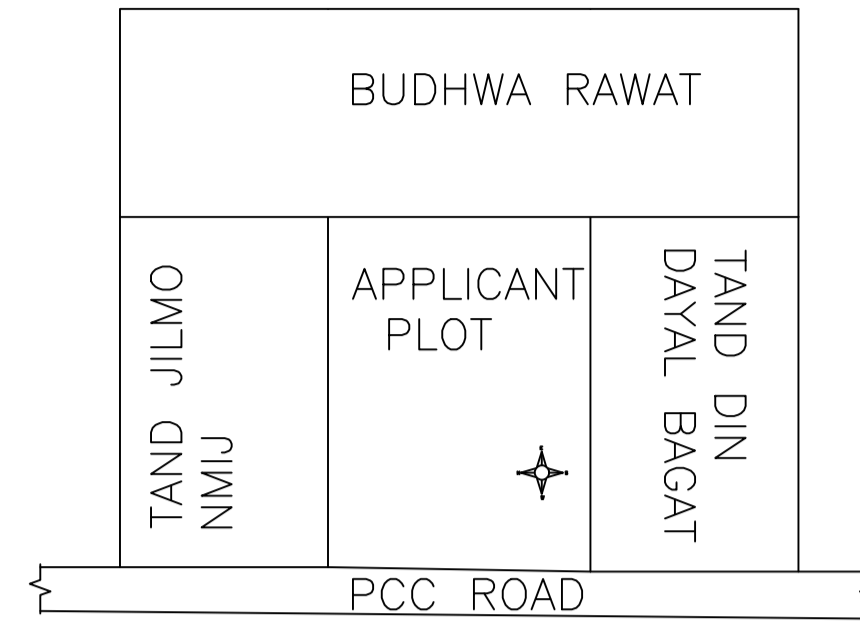 BUDHWA RAWAT
TAND JILMO
NMIJ
APPLICANT
PLOT
TAND DIN
DAYAL BAGAT
PCC ROAD